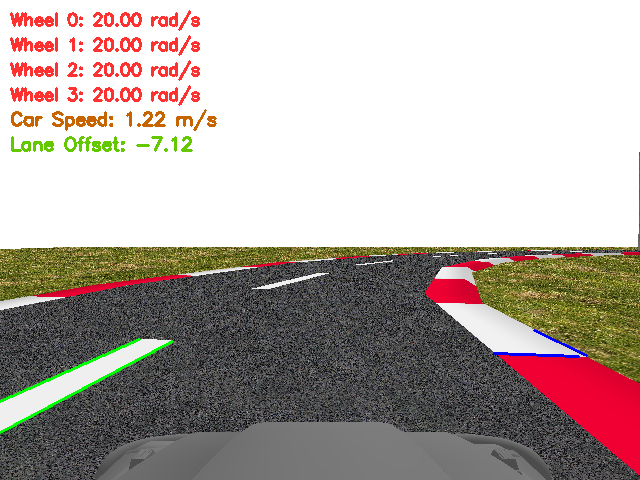 Wheel 0: 20.00 rad/s
Wheel 1: 20.00 rad/s
Wheel 2: 20.00 rad/s
Wheel 3: 20.00 rad/s
Car Speed: 1.22 m/s
Lane Offset: -7.12